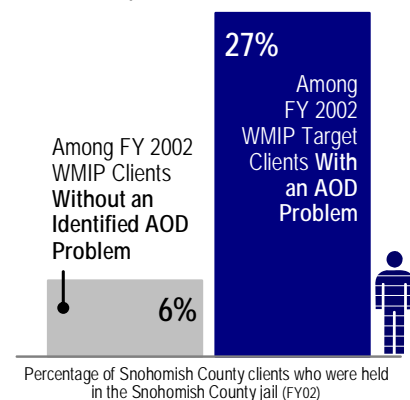 27%
Among
FY 2002
WMIP Target
Clients With
an AOD
Problem
Among FY 2002
WMIP Clients
Without an
Identified AOD
Problem
6%
Percentage of Snohomish County clients who were held
in the Snohomish County jail (FY02)